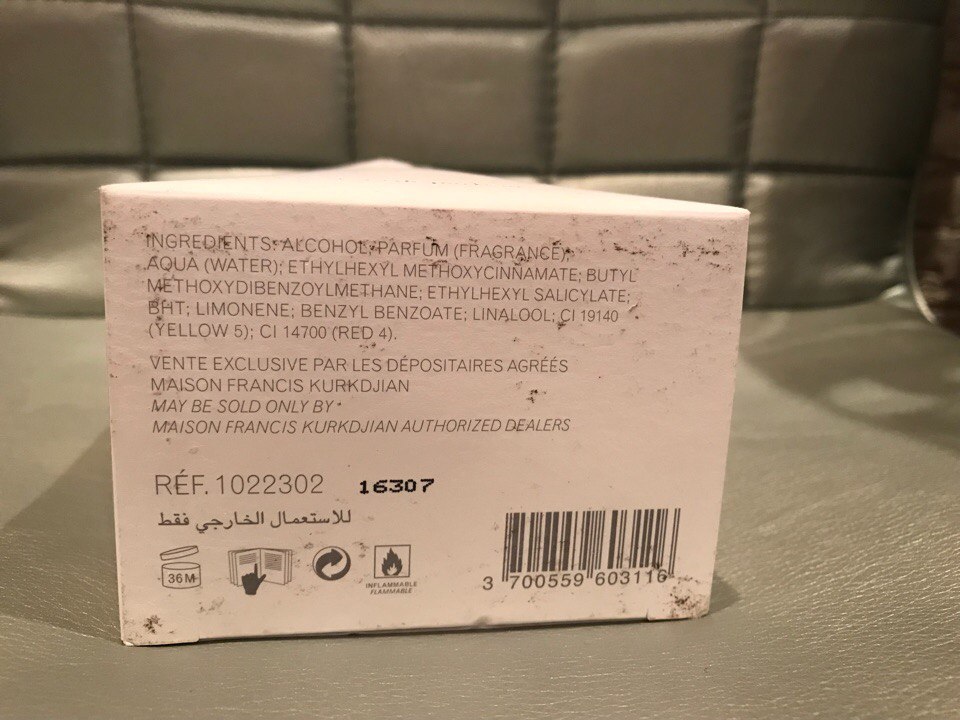 INGREDIENTS: ALCOHOL; PARFUM (FRAGRANCE);
AQUA (WATER); ETHYLHEXYL METHOXYCINNAMATE; BUTYL
METHOXYDIBENZOYLMETHANE; ETHYLHEXYL SALICYLATE;
BHT; LIMONENE; BENZYL BENZOATE; LINALOOL; CI 19140
(YELLOW 5); CI 14700 (RED 4).
VENTE EXCLUSIVE PAR LES DÉPOSITAIRES AGRÉÉS
MAISON FRANCIS KURKDJIAN
MAY BE SOLD ONLY BY
MAISON FRANCIS KURKDJIAN AUTHORIZED DEALERS
RÉF. 1022302 16307
للاستعمال الخارجي فقط
36M
INFLAMMABLE
FLAMMABLE
3 700559 603116